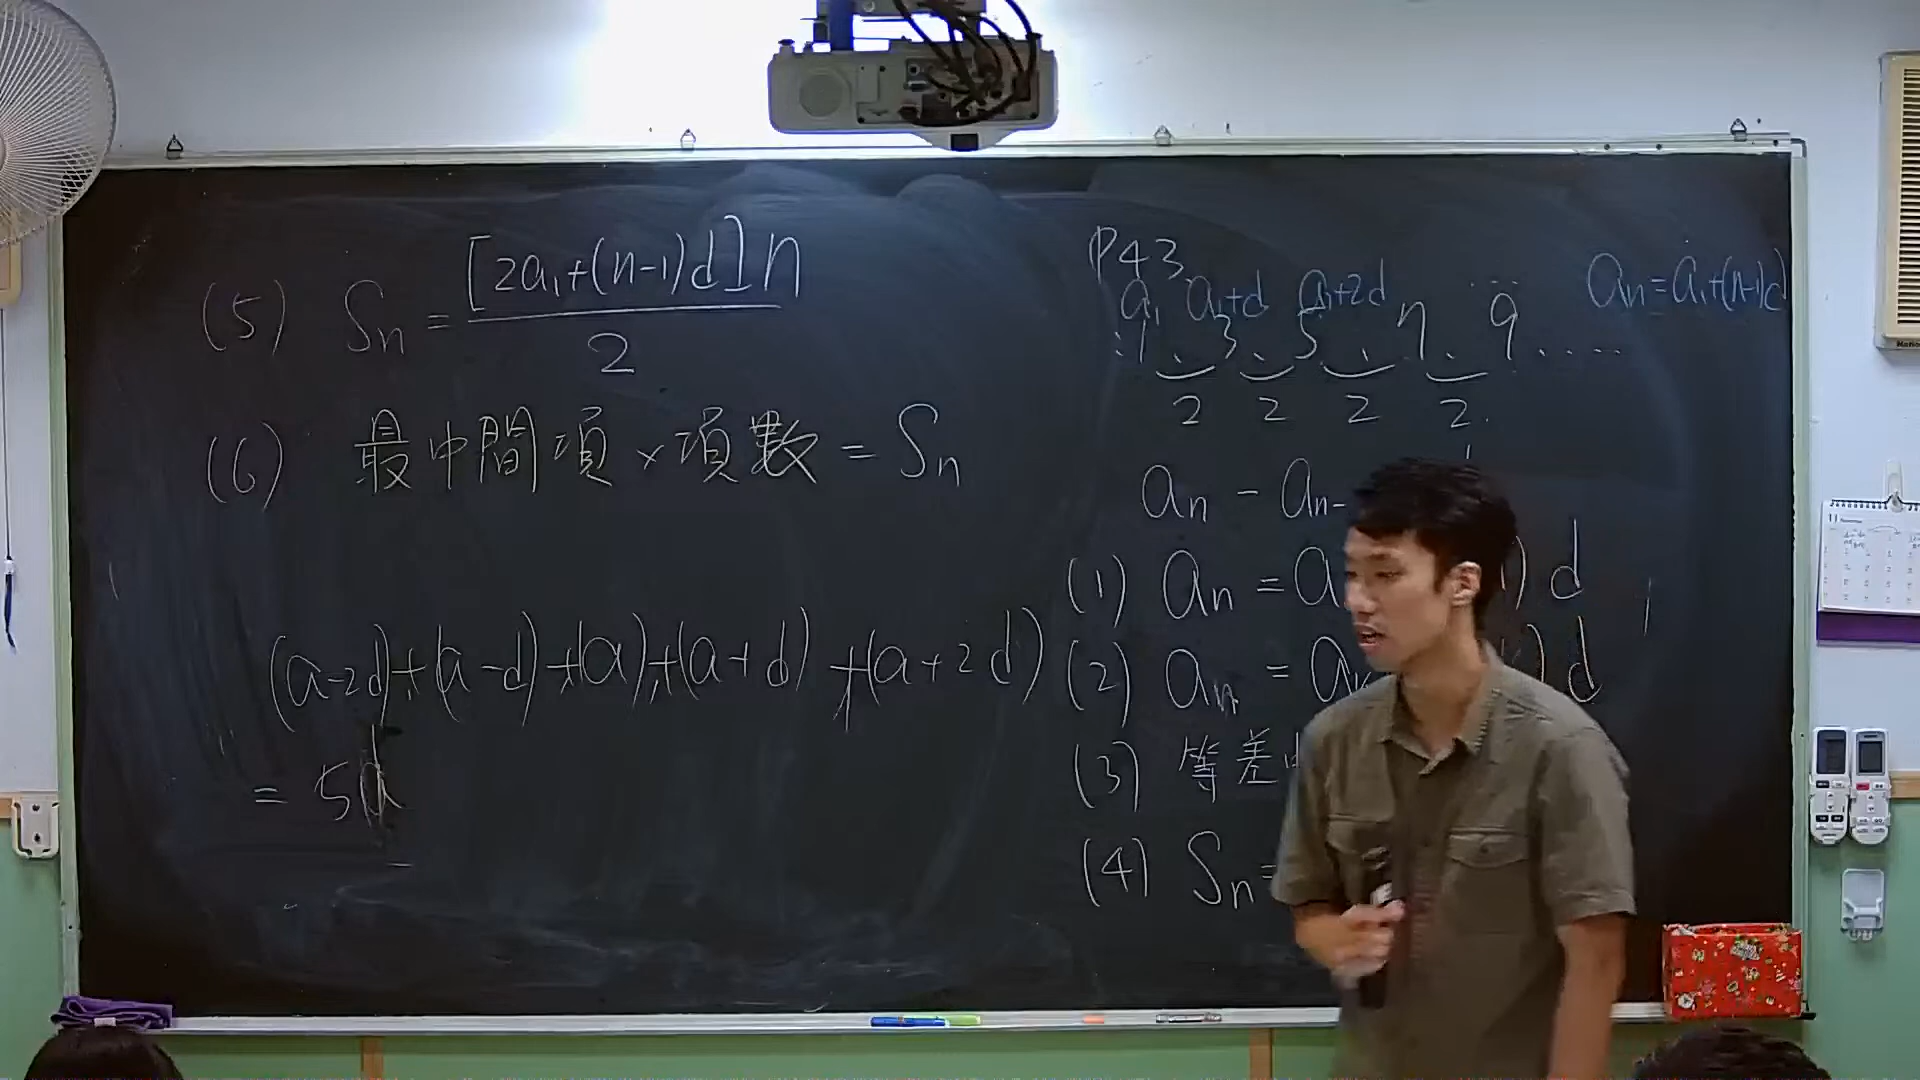 (5) Sn = [2a₁+(n-1)d]n / 2
(6) 最中間項×項數 = Sn
(a-2d)+(a-d)+(a)+(a+d)+(a+2d)
= 5a
P43
a₁ a₁+d a₁+2d ... an=a₁+(n-1)d
1、3、5、7、9.....
2 2 2 2
an - an-
(1) an = a 1) d
(2) an = a ) d
(3) 等差
(4) Sn =